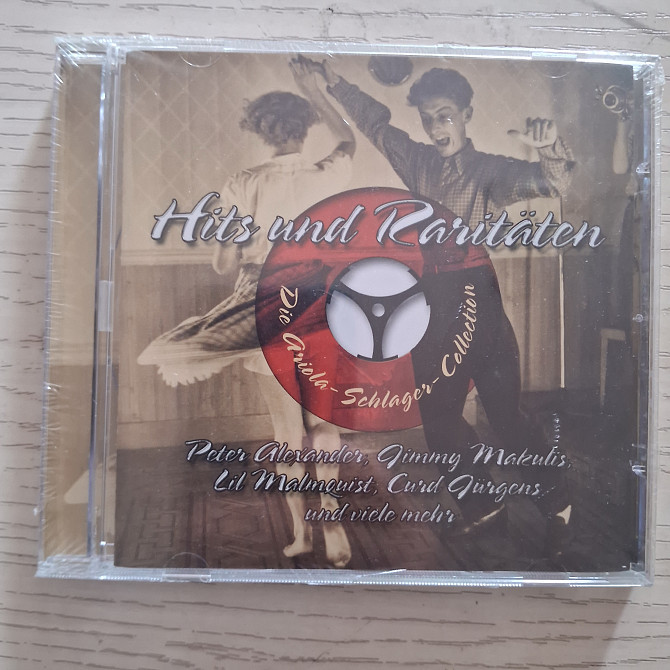 Hits und Raritäten
Die Ariola-Schlager-Collection
Peter Alexander, Jimmy Makulis,
Lil Malmquist, Curd Jürgens,
und viele mehr